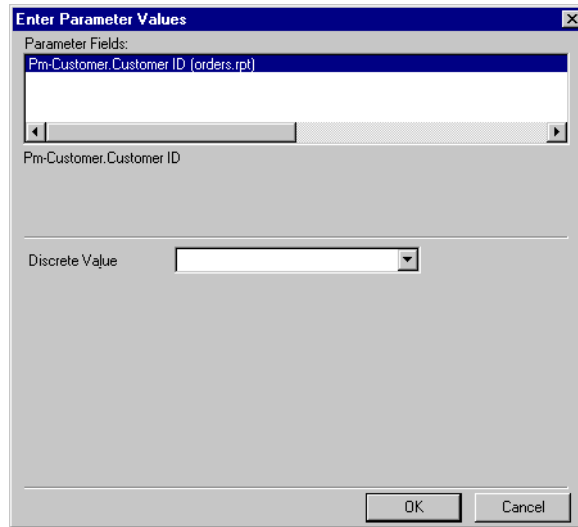 Enter Parameter Values
Parameter Fields:
Pm-Customer.Customer ID (orders.rpt)
Pm-Customer.Customer ID
Discrete Value
OK Cancel